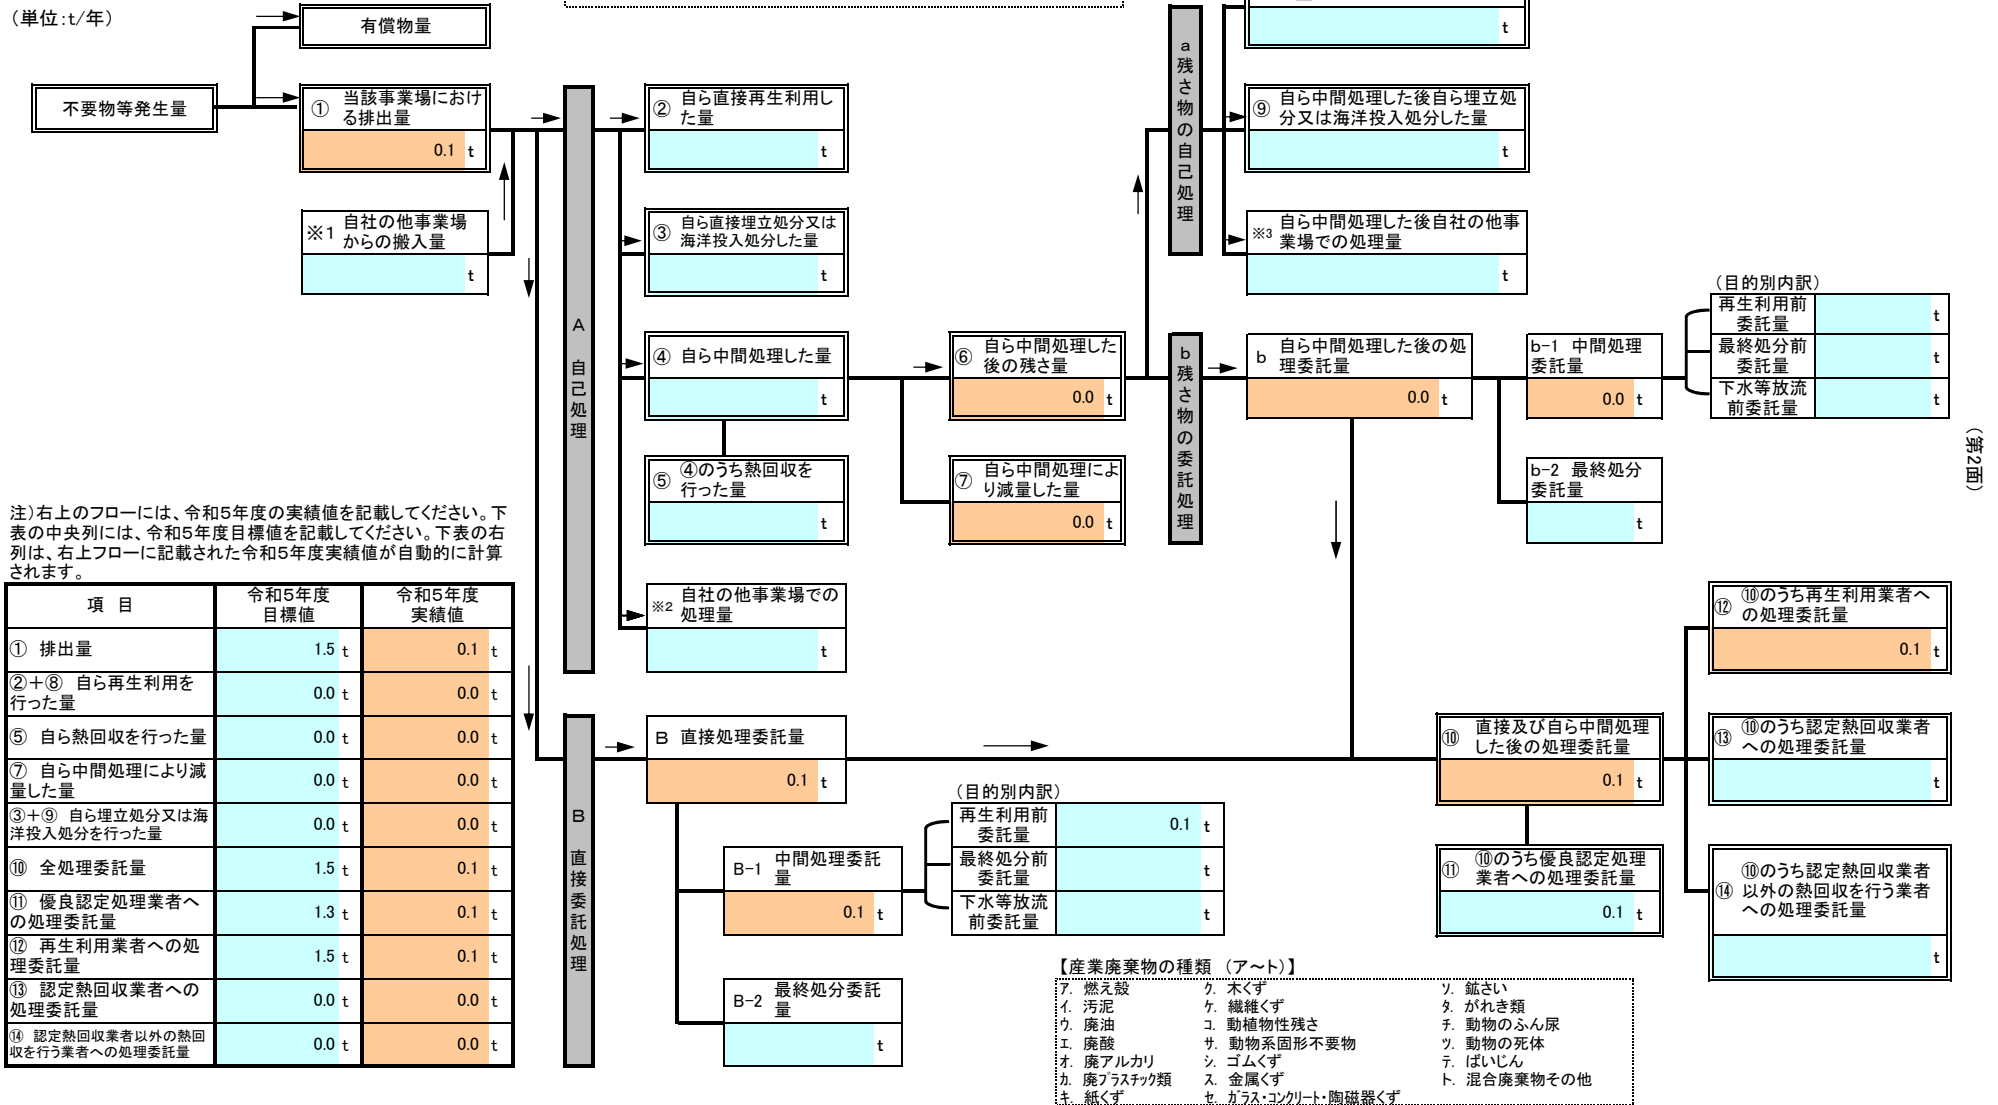 （単位：t/年）
有償物量
t
不要物等発生量
① 当該事業場におけ
る排出量
0.1 t
※1 自社の他事業場
からの搬入量
t
A 自己処理
② 自ら直接再生利用し
た量
t
③ 自ら直接埋立処分又は
海洋投入処分した量
t
④ 自ら中間処理した量
t
⑤ ④のうち熱回収を
行った量
t
※2 自社の他事業場での
処理量
t
⑥ 自ら中間処理した
後の残さ量
0.0 t
⑦ 自ら中間処理によ
り減量した量
0.0 t
a 残さ物の自己処理
⑨ 自ら中間処理した後自ら埋立処
分又は海洋投入処分した量
t
※3 自ら中間処理した後自社の他事
業場での処理量
t
b 残さ物の委託処理
b 自ら中間処理した後の処
理委託量
0.0 t
b-1 中間処理
委託量
0.0 t
b-2 最終処分
委託量
t
（目的別内訳）
再生利用前
委託量
t
最終処分前
委託量
t
下水等放流
前委託量
t
（第2面）
注）右上のフローには、令和5年度の実績値を記載してください。下
表の中央列には、令和5年度目標値を記載してください。下表の右
列は、右上フローに記載された令和5年度実績値が自動的に計算
されます。
項 目
令和5年度
目標値
令和5年度
実績値
① 排出量
1.5 t 0.1 t
②＋⑧ 自ら再生利用を
行った量
0.0 t 0.0 t
⑤ 自ら熱回収を行った量
0.0 t 0.0 t
⑦ 自ら中間処理により減
量した量
0.0 t 0.0 t
③＋⑨ 自ら埋立処分又は海
洋投入処分を行った量
0.0 t 0.0 t
⑩ 全処理委託量
1.5 t 0.1 t
⑪ 優良認定処理業者へ
の処理委託量
1.3 t 0.1 t
⑫ 再生利用業者への処
理委託量
1.5 t 0.1 t
⑬ 認定熱回収業者への
処理委託量
0.0 t 0.0 t
⑭ 認定熱回収業者以外の熱回
収を行う業者への処理委託量
0.0 t 0.0 t
B 直接委託処理
B 直接処理委託量
0.1 t
B-1 中間処理委託
量
0.1 t
B-2 最終処分委託
量
t
（目的別内訳）
再生利用前
委託量
0.1 t
最終処分前
委託量
t
下水等放流
前委託量
t
⑩ 直接及び自ら中間処理
した後の処理委託量
0.1 t
⑪ ⑩のうち優良認定処理
業者への処理委託量
0.1 t
⑫ ⑩のうち再生利用業者へ
の処理委託量
0.1 t
⑬ ⑩のうち認定熱回収業者
への処理委託量
t
⑭ ⑩のうち認定熱回収業者
以外の熱回収を行う業者
への処理委託量
t
【産業廃棄物の種類 （ア～ト）】
ア. 燃え殻 ク. 木くず ソ. 鉱さい
イ. 汚泥 ケ. 繊維くず タ. がれき類
ウ. 廃油 コ. 動植物性残さ チ. 動物のふん尿
エ. 廃酸 サ. 動物系固形不要物 ツ. 動物の死体
オ. 廃アルカリ シ. ゴムくず テ. ばいじん
カ. 廃プラスチック類 ス. 金属くず ト. 混合廃棄物その他
キ. 紙くず セ. ガラス・コンクリート・陶磁器くず